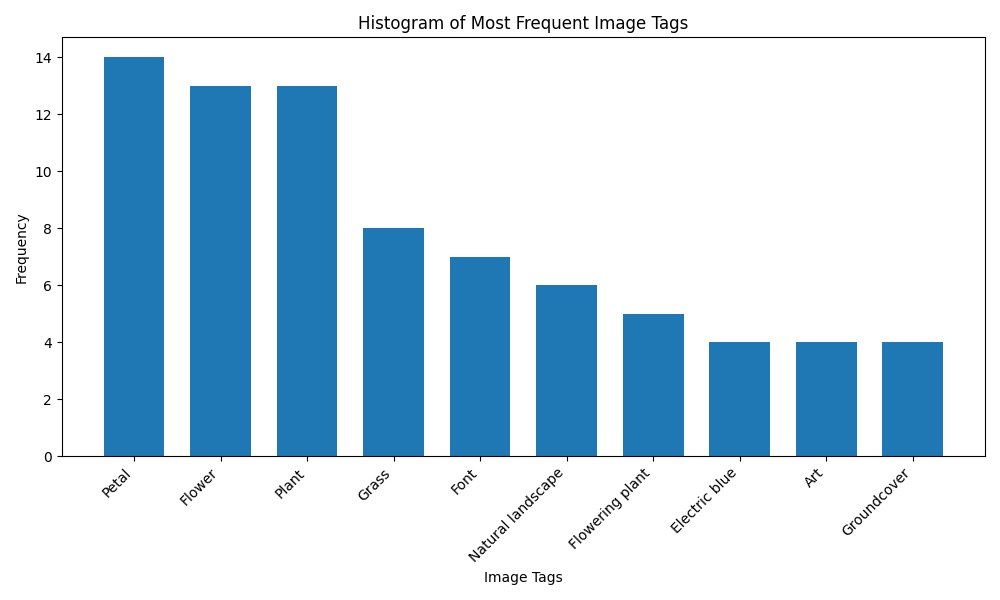 Histogram of Most Frequent Image Tags
Frequency
14
12
10
8
6
4
2
0
Petal
Flower
Plant
Grass
Font
Natural landscape
Flowering plant
Electric blue
Art
Groundcover
Image Tags